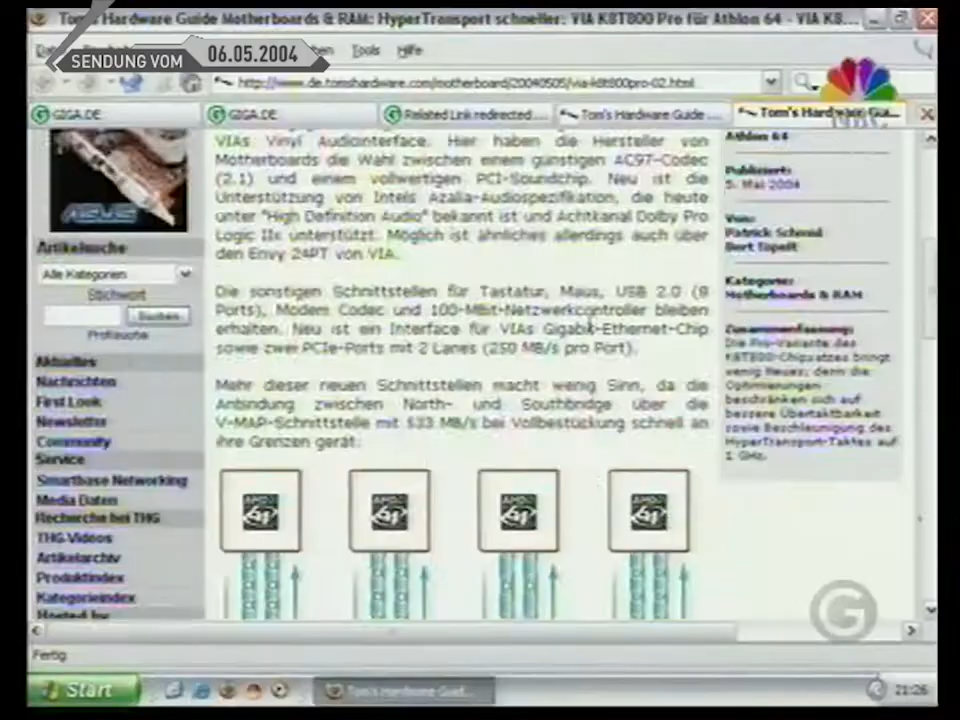 Tom's Hardware Guide Motherboards & RAM: HyperTransport schneller: VIA K8T800 Pro für Athlon 64 - VIA K8...
SENDUNG VOM 06.05.2004
Tools Hilfe
http://www.de.tomshardware.com/motherboard/20040505/via-k8t800pro-02.html
GIGA.DE GIGA.DE Related Link redirected... Tom's Hardware Guide ... Tom's Hardware Gui...
ASUS
Artikelsuche
Alle Kategorien
Stichwort
Suchen
Profisuche
Aktuelles
Nachrichten
First Look
Newsletter
Community
Service
Smartbase Networking
Media Daten
Recherche bei THG
THG-Videos
Artikelarchiv
Produktindex
Kategorieindex
Hosted by
VIAs Vinyl Audiointerface. Hier haben die Hersteller von
Motherboards die Wahl zwischen einem günstigen AC97-Codec
(2.1) und einem vollwertigen PCI-Soundchip. Neu ist die
Unterstützung von Intels Azalia-Audiospezifikation, die heute
unter "High Definition Audio" bekannt ist und Achtkanal Dolby Pro
Logic IIx unterstützt. Möglich ist ähnliches allerdings auch über
den Envy 24PT von VIA.
Die sonstigen Schnittstellen für Tastatur, Maus, USB 2.0 (8
Ports), Modem Codec und 100-MBit-Netzwerkcontroller bleiben
erhalten. Neu ist ein Interface für VIAs Gigabit-Ethernet-Chip
sowie zwei PCIe-Ports mit 2 Lanes (250 MB/s pro Port).
Mehr dieser neuen Schnittstellen macht wenig Sinn, da die
Anbindung zwischen North- und Southbridge über die
V-MAP-Schnittstelle mit 533 MB/s bei Vollbestückung schnell an
ihre Grenzen gerät.
AMD 64 AMD 64 AMD 64 AMD 64
Athlon 64
Publiziert:
5. Mai 2004
Von:
Patrick Schmid
Bert Töpelt
Kategorie:
Motherboards & RAM
Zusammenfassung:
Die Pro-Variante des
K8T800-Chipsatzes bringt
wenig Neues, denn die
Optimierungen
beschränken sich auf
bessere Übertaktbarkeit
sowie Beschleunigung des
HyperTransport-Taktes auf
1 GHz.
G
Fertig
Start Tom's Hardware Guid... 21:26